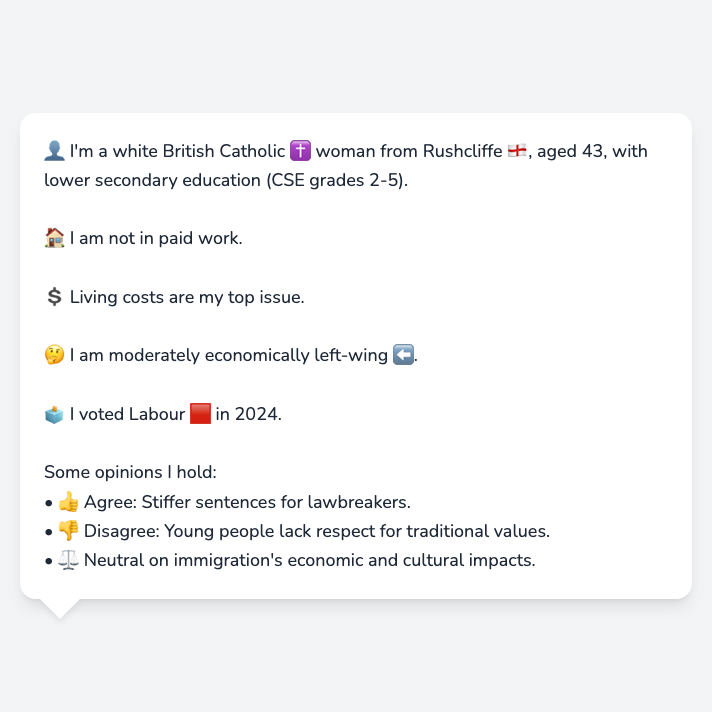 👤 I'm a white British Catholic ✝️ woman from Rushcliffe 🏴󠁧󠁢󠁥󠁮󠁧󠁿, aged 43, with
lower secondary education (CSE grades 2-5).
🏠 I am not in paid work.
💲 Living costs are my top issue.
🤔 I am moderately economically left-wing ⬅️.
🗳️ I voted Labour 🟥 in 2024.
Some opinions I hold:
• 👍 Agree: Stiffer sentences for lawbreakers.
• 👎 Disagree: Young people lack respect for traditional values.
• ⚖️ Neutral on immigration's economic and cultural impacts.